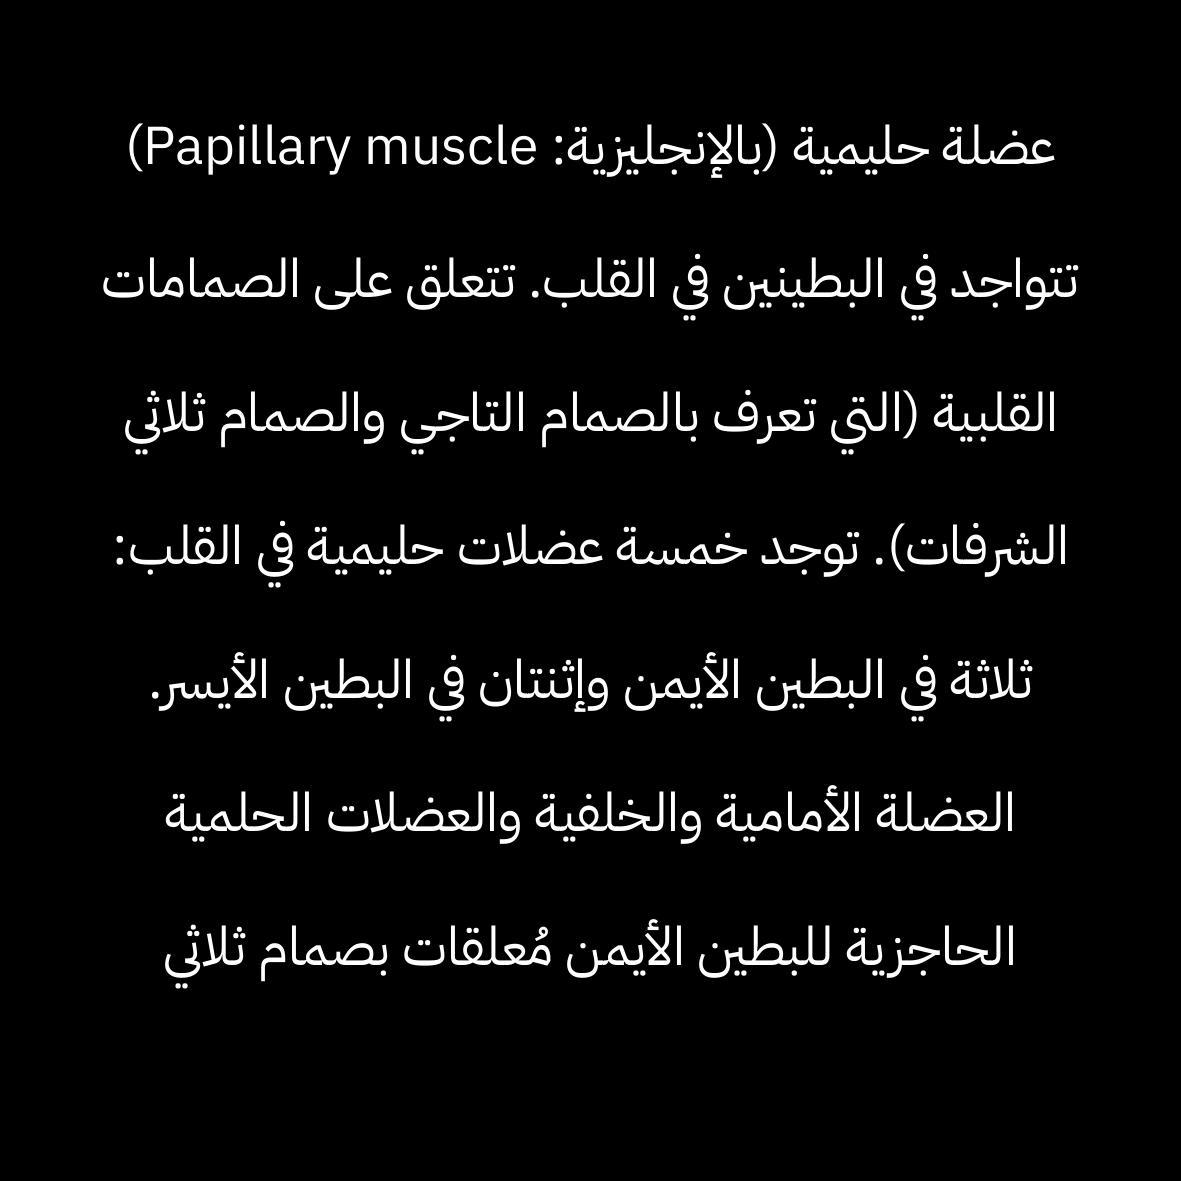 عضلة حليمية (بالإنجليزية: Papillary muscle)
تتواجد في البطينين في القلب. تتعلق على الصمامات
القلبية (التي تعرف بالصمام التاجي والصمام ثلاثي
الشرفات). توجد خمسة عضلات حليمية في القلب:
ثلاثة في البطين الأيمن وإثنتان في البطين الأيسر.
العضلة الأمامية والخلفية والعضلات الحلمية
الحاجزية للبطين الأيمن مُعلقات بصمام ثلاثي